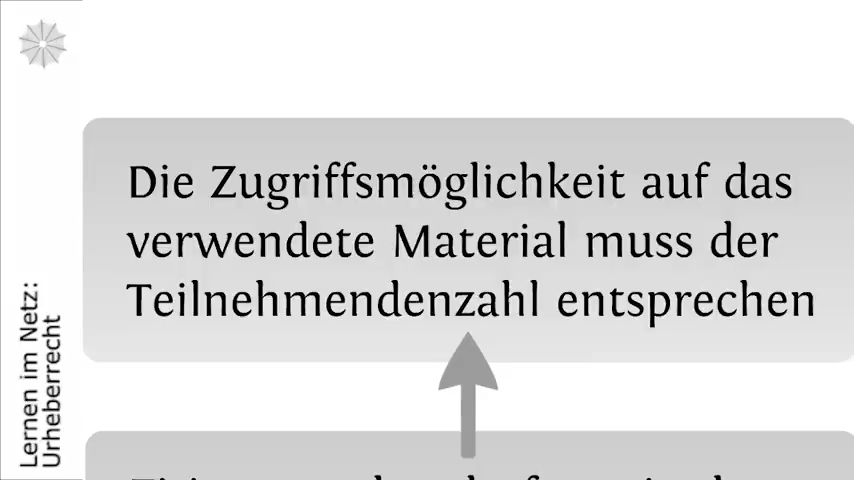 Lernen im Netz:
Urheberrecht
Die Zugriffsmöglichkeit auf das
verwendete Material muss der
Teilnehmendenzahl entsprechen